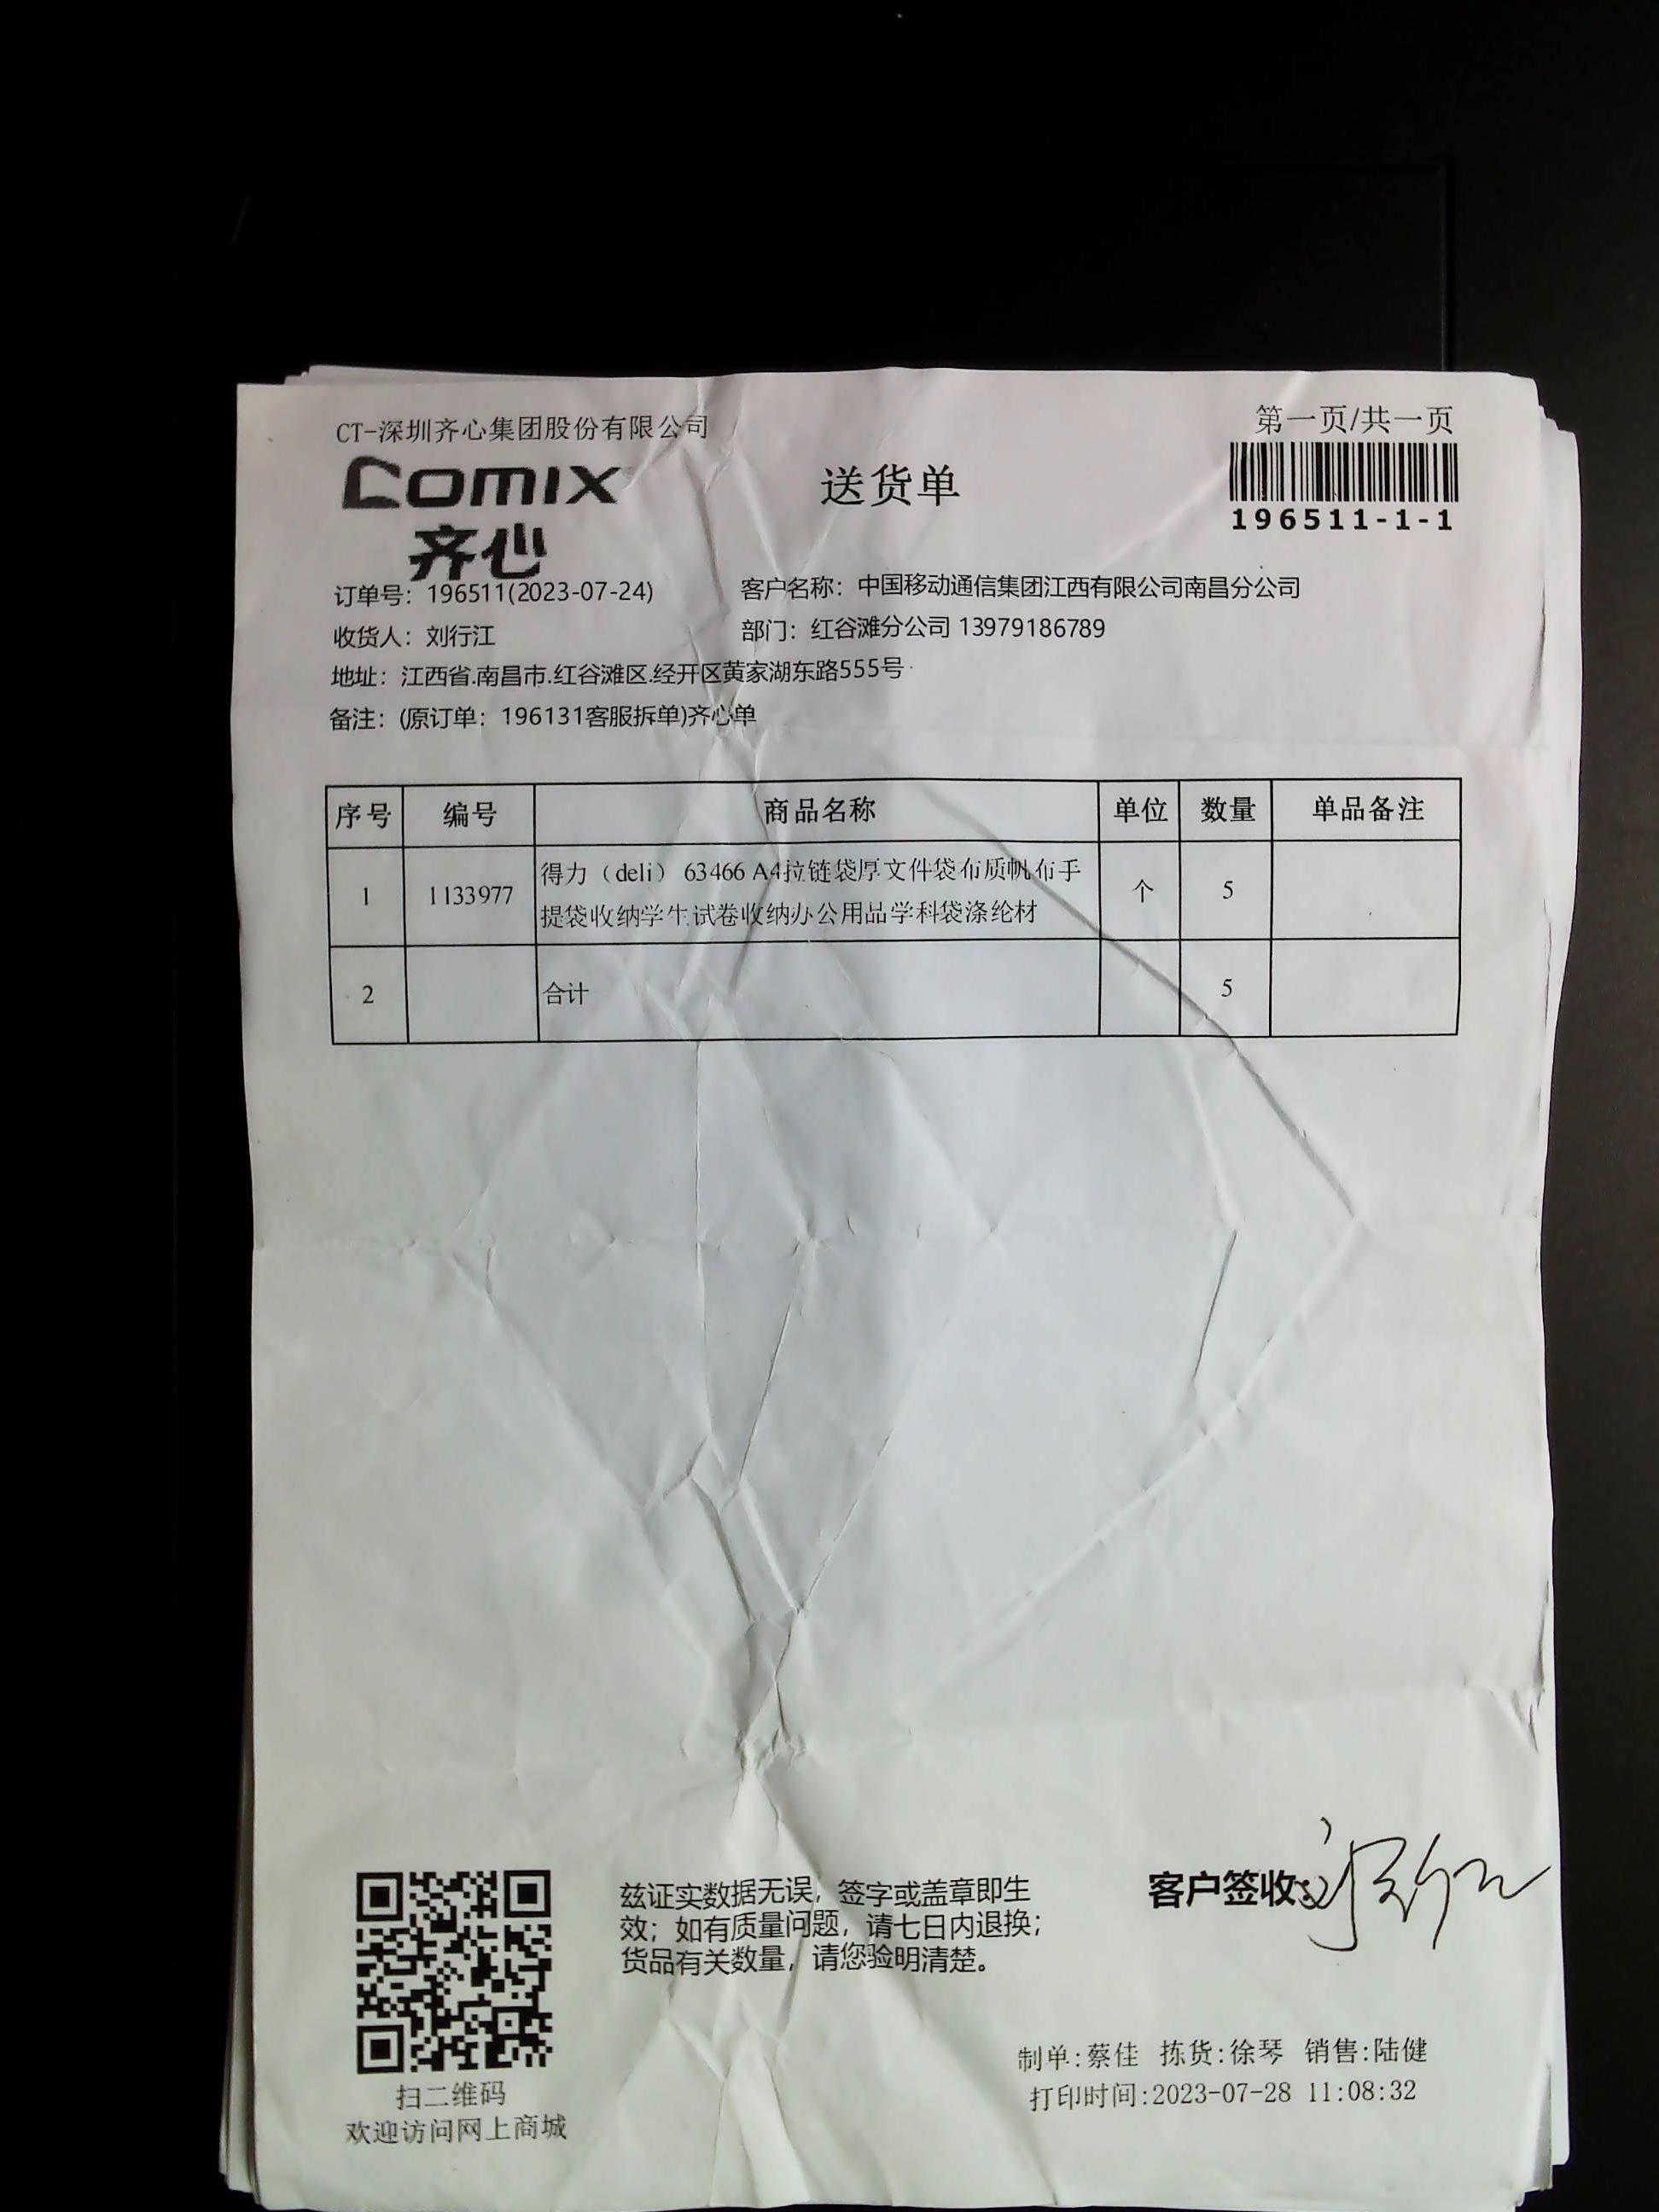 CT-深圳齐心集团股份有限公司
第一页/共一页
COMIX
齐心
送货单
196511-1-1
订单号：196511(2023-07-24)
客户名称：中国移动通信集团江西有限公司南昌分公司
收货人：刘行江
部门：红谷滩分公司 13979186789
地址：江西省.南昌市.红谷滩区.经开区黄家湖东路555号
备注：(原订单：196131客服拆单)齐心单
序号 编号 商品名称 单位 数量 单品备注
1 1133977 得力（deli） 63466 A4拉链袋厚文件袋布质帆布手 个 5
提袋收纳学生试卷收纳办公用品学科袋涤纶材
2 合计 5
兹证实数据无误，签字或盖章即生
效；如有质量问题，请七日内退换；
货品有关数量，请您验明清楚。
客户签收：
扫二维码
欢迎访问网上商城
制单:蔡佳 拣货:徐琴 销售:陆健
打印时间:2023-07-28 11:08:32